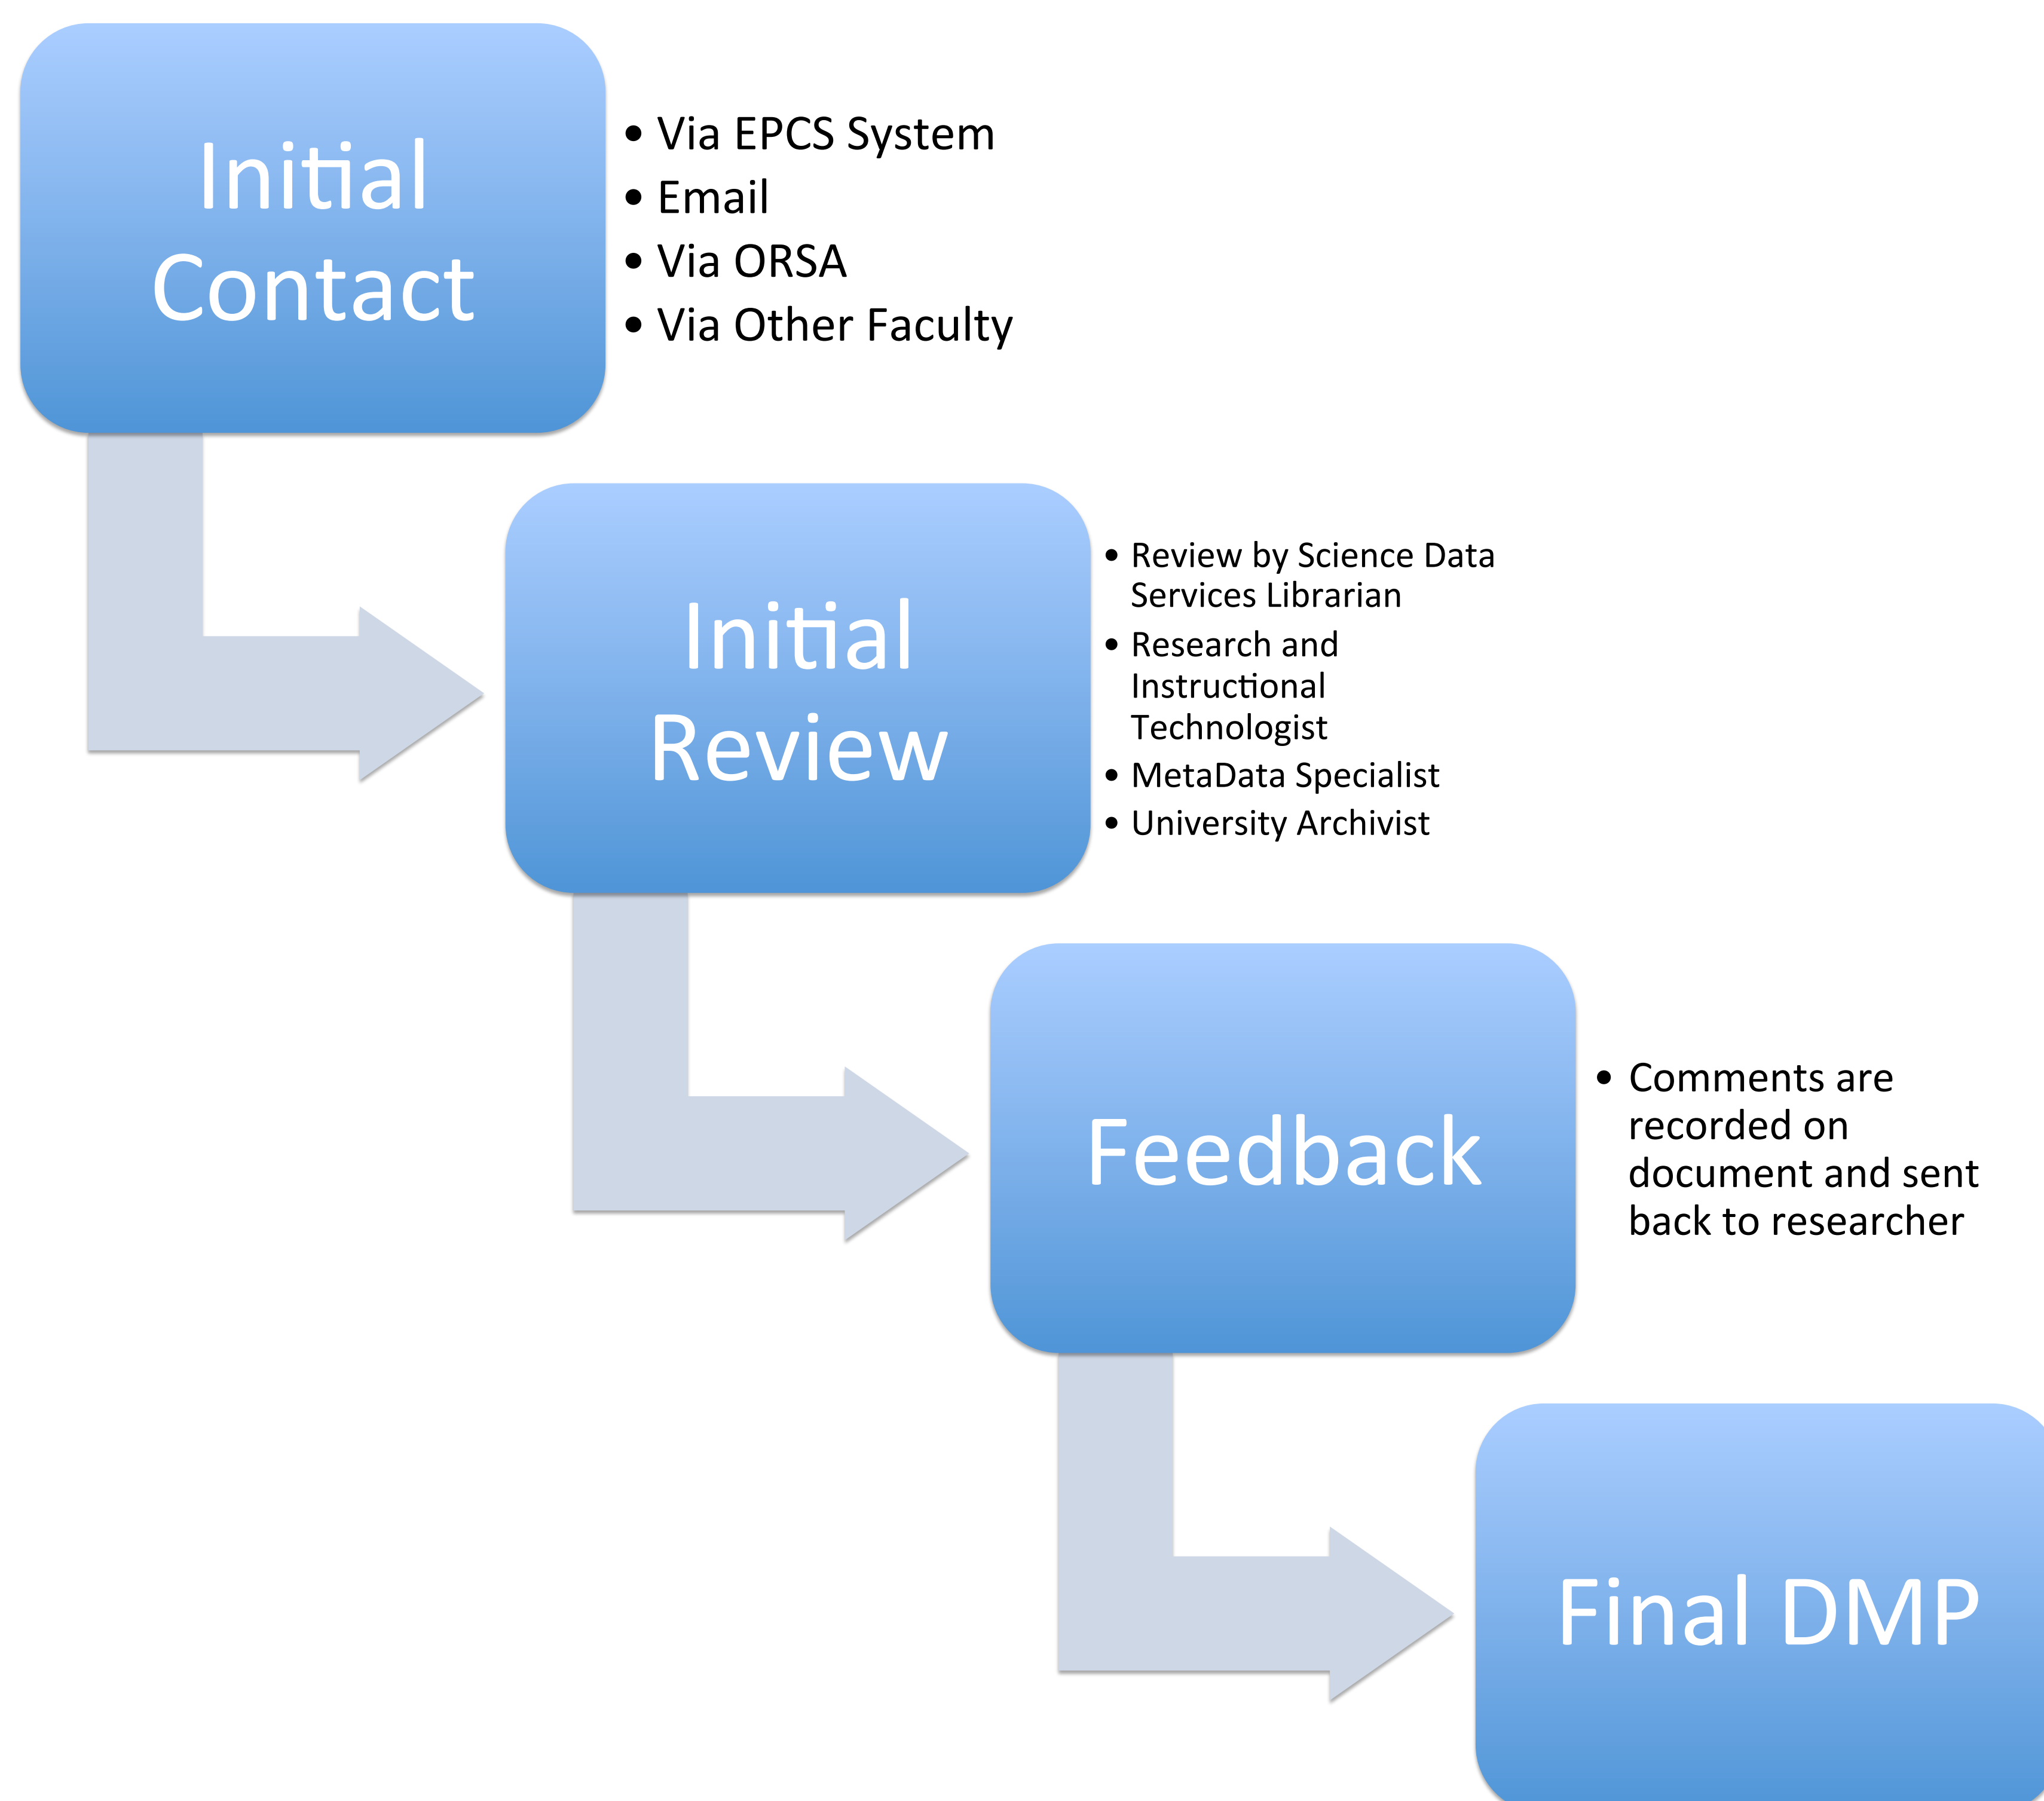 Initial
Contact
• Via EPCS System
• Email
• Via ORSA
• Via Other Faculty
Initial
Review
• Review by Science Data
Services Librarian
• Research and
Instructional
Technologist
• MetaData Specialist
• University Archivist
Feedback
• Comments are
recorded on
document and sent
back to researcher
Final DMP